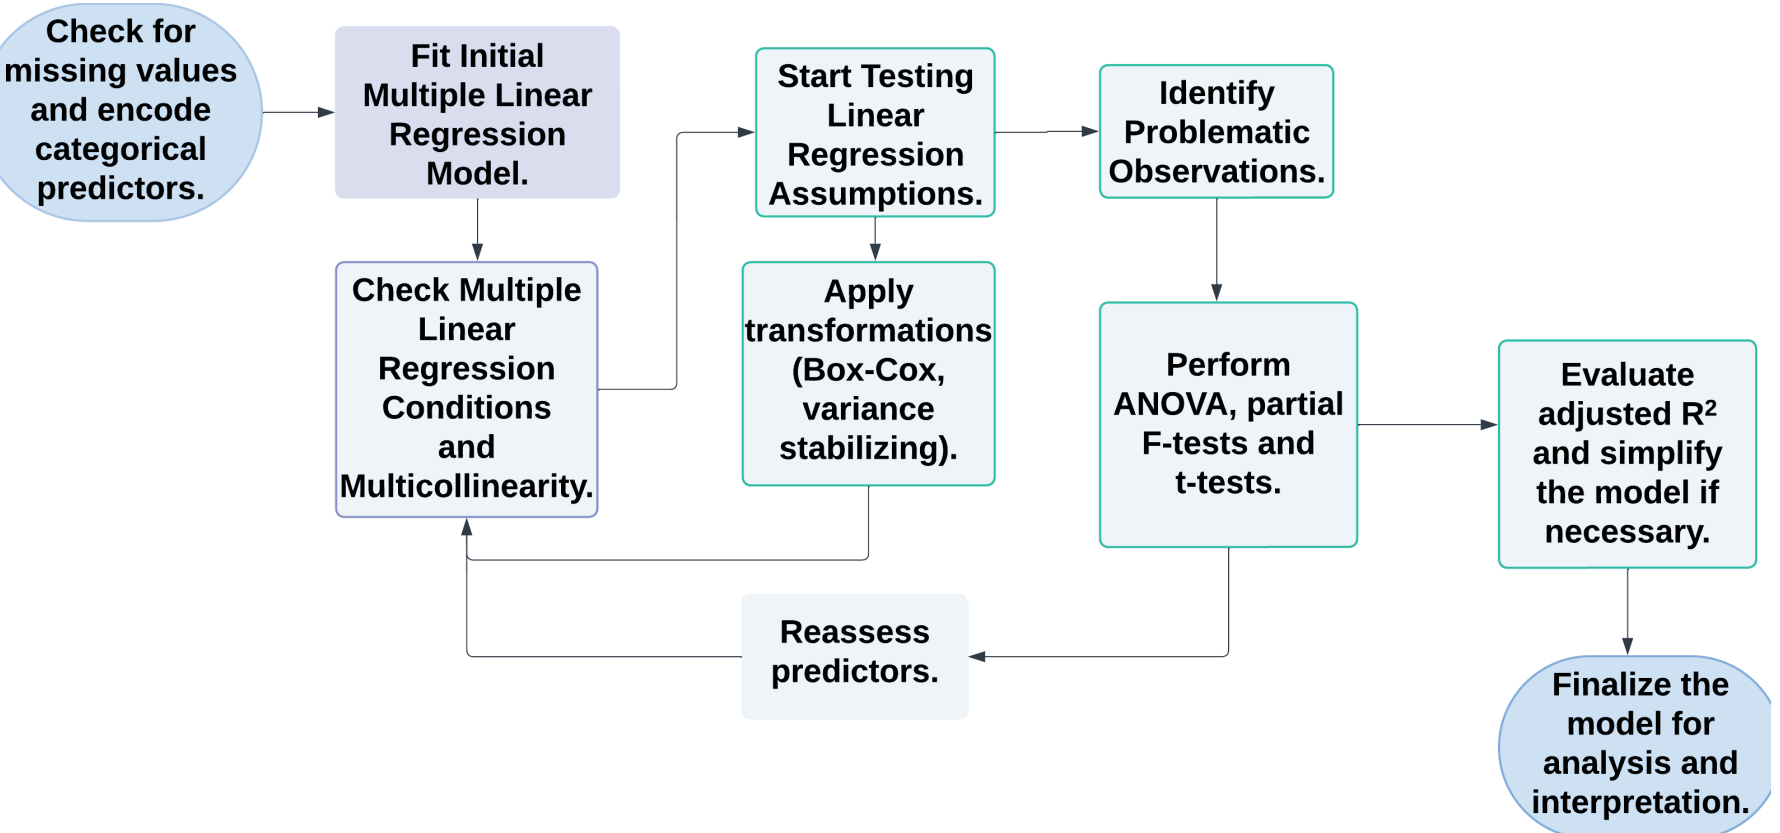 Check for
missing values
and encode
categorical
predictors.
Fit Initial
Multiple Linear
Regression
Model.
Start Testing
Linear
Regression
Assumptions.
Identify
Problematic
Observations.
Check Multiple
Linear
Regression
Conditions
and
Multicollinearity.
Apply
transformations
(Box-Cox,
variance
stabilizing).
Perform
ANOVA, partial
F-tests and
t-tests.
Evaluate
adjusted R²
and simplify
the model if
necessary.
Reassess
predictors.
Finalize the
model for
analysis and
interpretation.